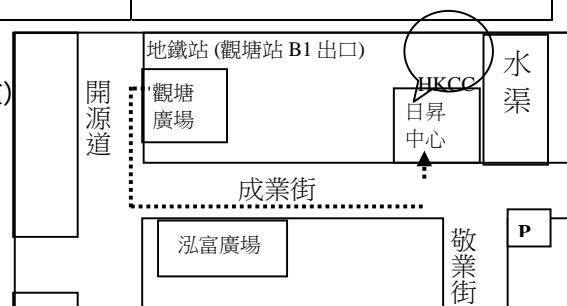 地鐵站 (觀塘站 B1 出口)
HKCC
水渠
開源道
觀塘
廣場
日昇
中心
成業街
泓富廣場
敬業街
P
)